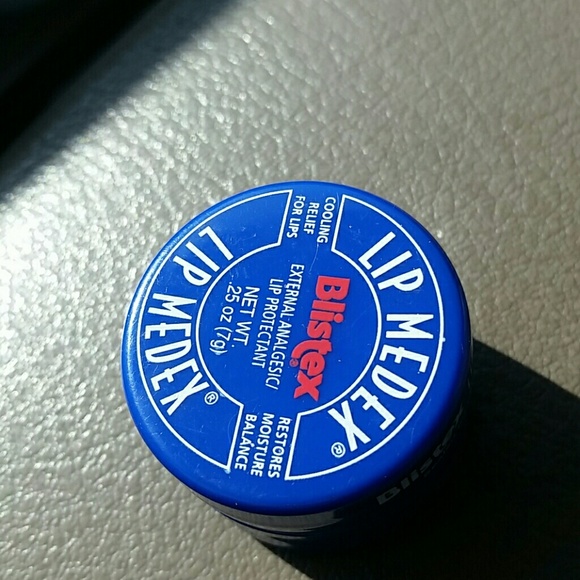 COOLING
RELIEF
FOR LIPS
LIP MEDEX®
Blistex®
EXTERNAL ANALGESIC/
LIP PROTECTANT
NET WT.
.25 oz (7g)
LIP MEDEX®
RESTORES
MOISTURE
BALANCE
Blistex